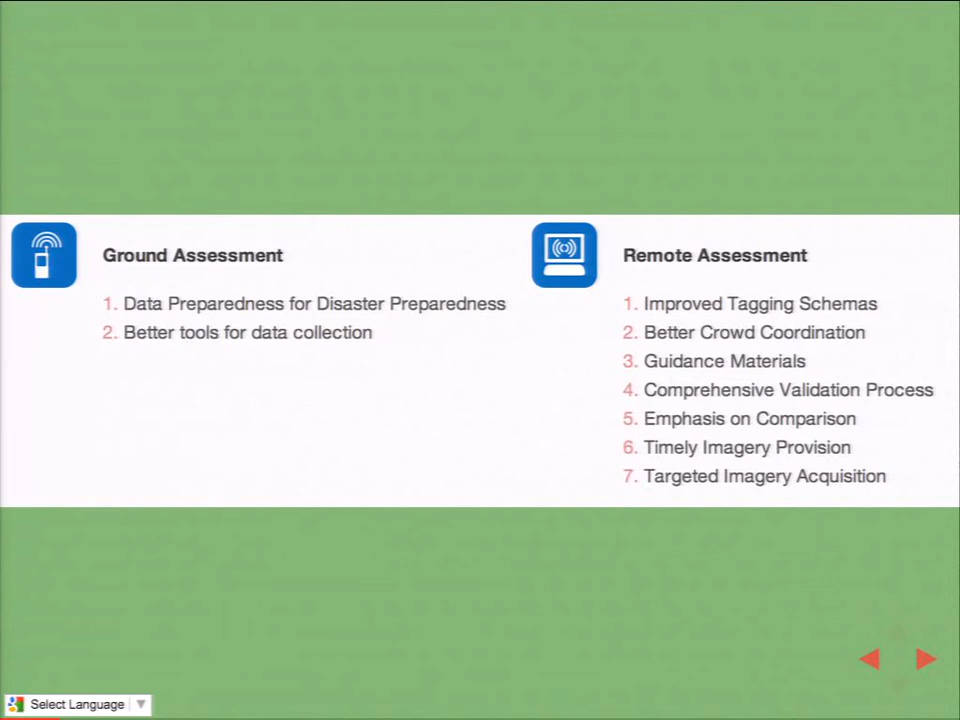 Ground Assessment
1. Data Preparedness for Disaster Preparedness
2. Better tools for data collection
Remote Assessment
1. Improved Tagging Schemas
2. Better Crowd Coordination
3. Guidance Materials
4. Comprehensive Validation Process
5. Emphasis on Comparison
6. Timely Imagery Provision
7. Targeted Imagery Acquisition
Select Language